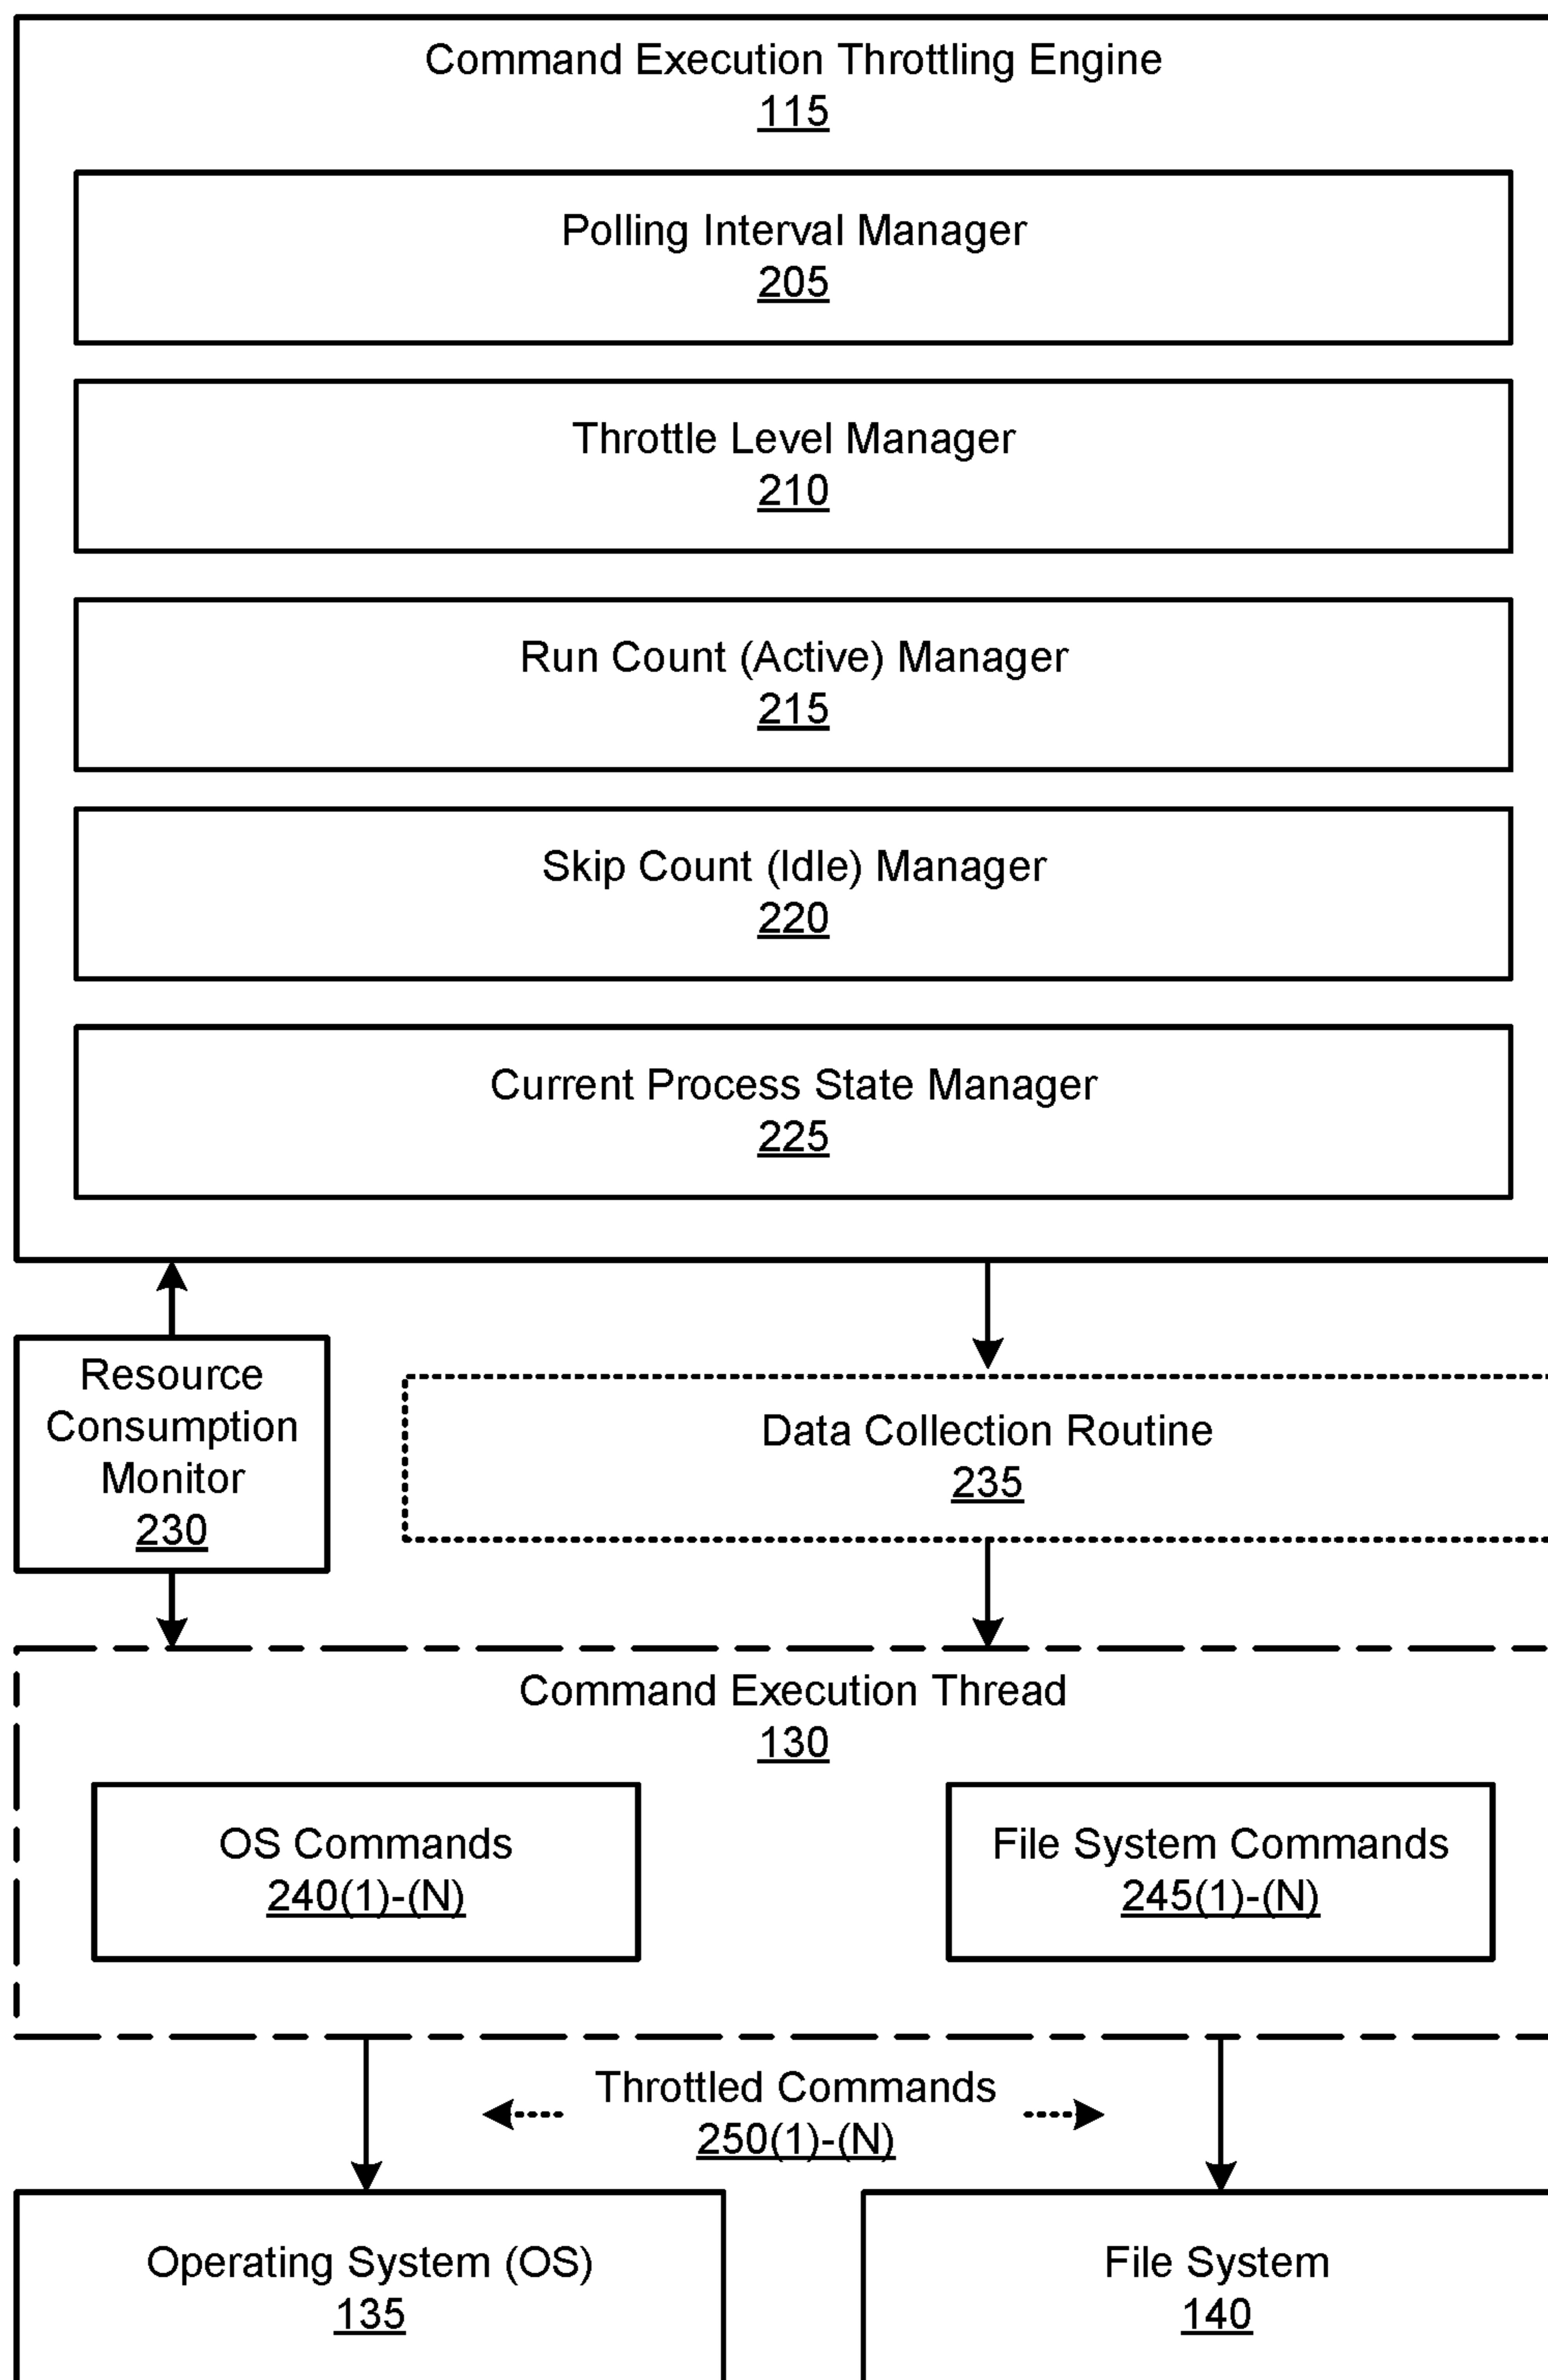 Command Execution Throttling Engine
115
Polling Interval Manager
205
Throttle Level Manager
210
Run Count (Active) Manager
215
Skip Count (Idle) Manager
220
Current Process State Manager
225
Resource
Consumption
Monitor
230
Data Collection Routine
235
Command Execution Thread
130
OS Commands
240(1)-(N)
File System Commands
245(1)-(N)
Throttled Commands
250(1)-(N)
Operating System (OS)
135
File System
140